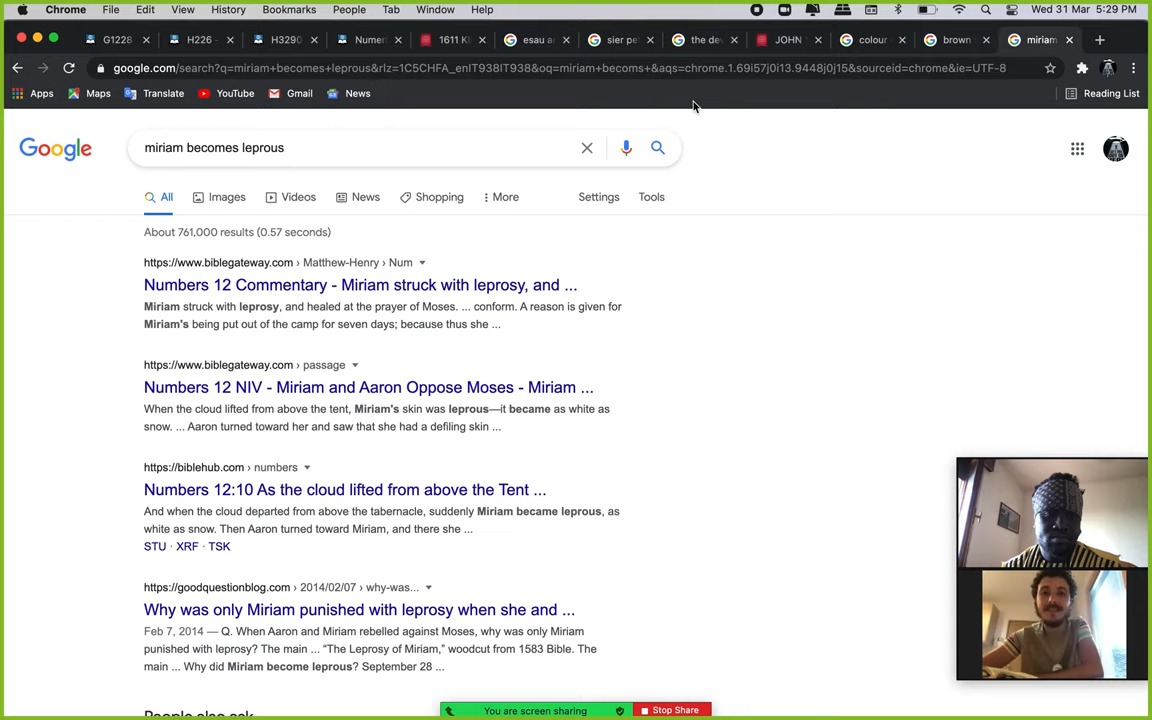 Chrome File Edit View History Bookmarks People Tab Window Help Wed 31 Mar 5:29 PM
G1228 H226 - H3290 Numer 1611 KI esau ar sier pe the de JOHN colour brown miriam
google.com/search?q=miriam+becomes+leprous&rlz=1C5CHFA_enIT938IT938&oq=miriam+becoms+&aqs=chrome.1.69i57j0i13.9448j0j15&sourceid=chrome&ie=UTF-8
Apps Maps Translate YouTube Gmail News Reading List
Google miriam becomes leprous
All Images Videos News Shopping More Settings Tools
About 761,000 results (0.57 seconds)
https://www.biblegateway.com › Matthew-Henry › Num
Numbers 12 Commentary - Miriam struck with leprosy, and ...
Miriam struck with leprosy, and healed at the prayer of Moses. ... conform. A reason is given for
Miriam's being put out of the camp for seven days; because thus she ...
https://www.biblegateway.com › passage
Numbers 12 NIV - Miriam and Aaron Oppose Moses - Miriam ...
When the cloud lifted from above the tent, Miriam's skin was leprous—it became as white as
snow. ... Aaron turned toward her and saw that she had a defiling skin ...
https://biblehub.com › numbers
Numbers 12:10 As the cloud lifted from above the Tent ...
And when the cloud departed from above the tabernacle, suddenly Miriam became leprous, as
white as snow. Then Aaron turned toward Miriam, and there she ...
STU · XRF · TSK
https://goodquestionblog.com › 2014/02/07 › why-was...
Why was only Miriam punished with leprosy when she and ...
Feb 7, 2014 — Q. When Aaron and Miriam rebelled against Moses, why was only Miriam
punished with leprosy? The main ... “The Leprosy of Miriam,” woodcut from 1583 Bible. The
main ... Why did Miriam become leprous? September 28 ...
People also ask
You are screen sharing Stop Share